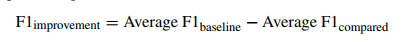 F1improvement = Average F1baseline − Average F1compared